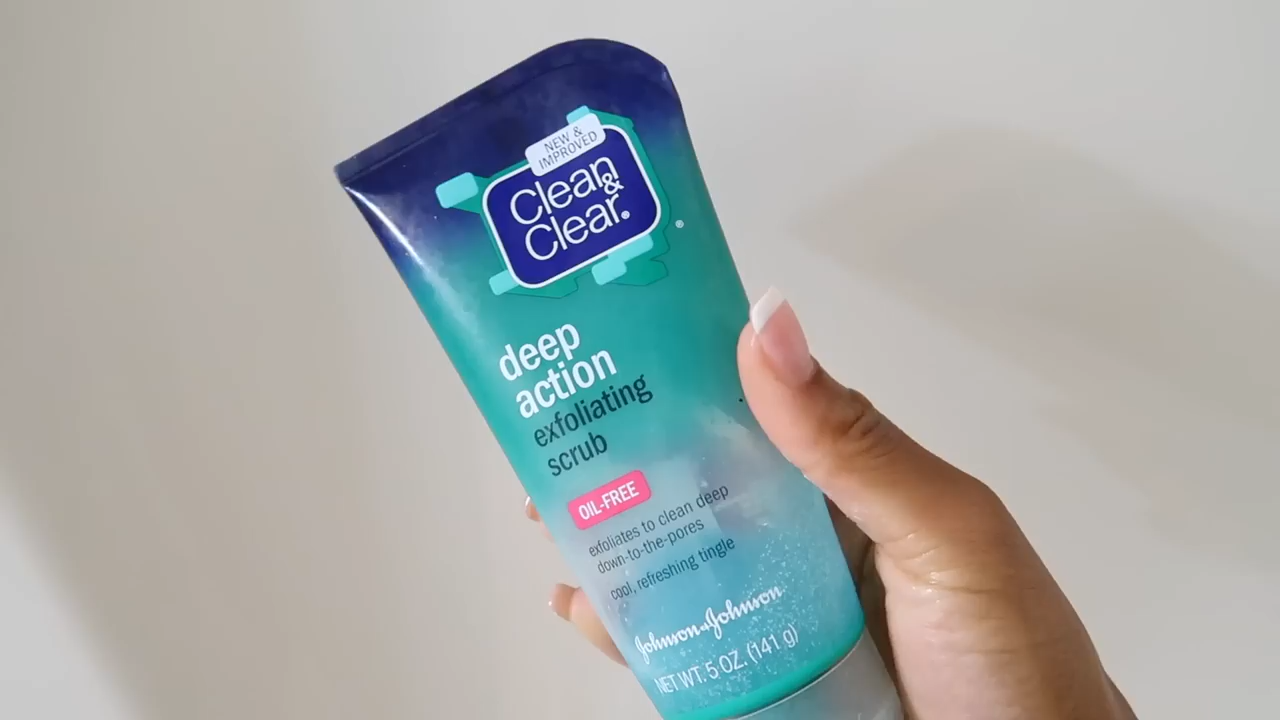 NEW &
IMPROVED
Clean
&
Clear®
®
deep
action
exfoliating
scrub
OIL-FREE
exfoliates to clean deep
down-to-the-pores
cool, refreshing tingle
Johnson & Johnson
NET WT. 5 OZ. (141 g)